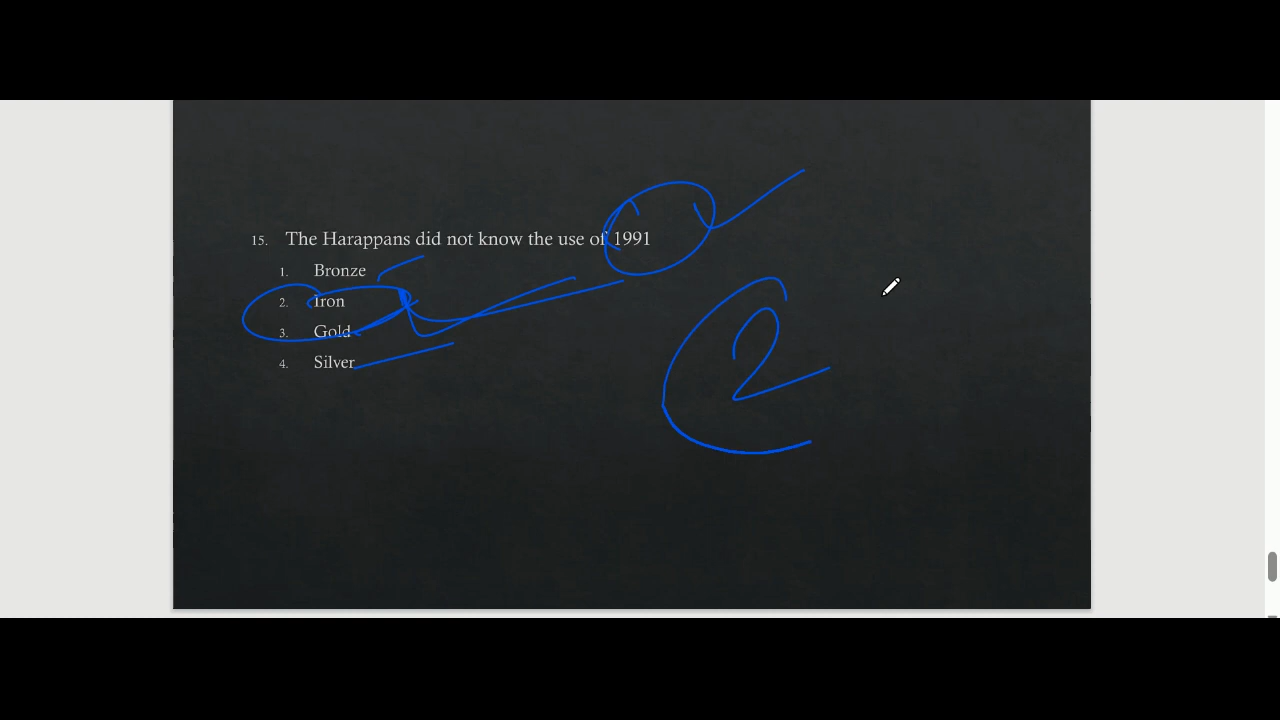 15. The Harappans did not know the use of 1991
1. Bronze
2. Iron
3. Gold
4. Silver
2